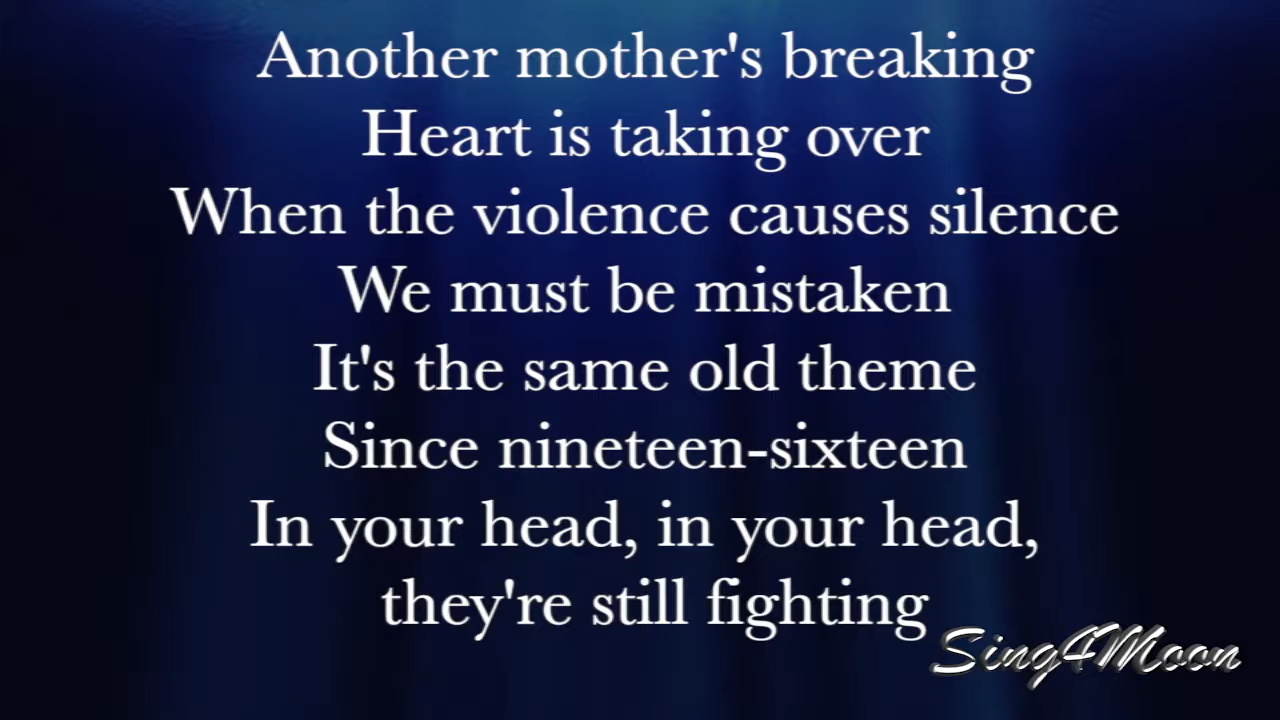 Another mother's breaking
Heart is taking over
When the violence causes silence
We must be mistaken
It's the same old theme
Since nineteen-sixteen
In your head, in your head,
they're still fighting
Sing4Moon